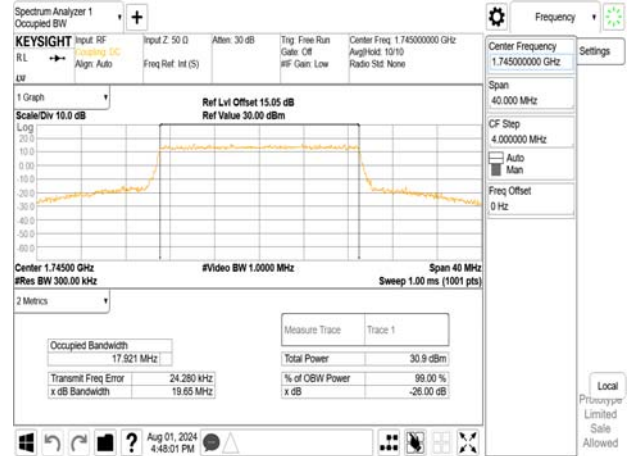 Spectrum Analyzer 1
Occupied BW
+
Frequency
KEYSIGHT
Input: RF
Coupling: DC
Align: Auto
Input Z: 50 Ω
Freq Ref: Int (S)
Atten: 30 dB
Trig: Free Run
Gate: Off
#IF Gain: Low
Center Freq: 1.745000000 GHz
Avg|Hold: 10/10
Radio Std: None
RL
LXI
Center Frequency
1.745000000 GHz
Settings
Span
40.000 MHz
CF Step
4.000000 MHz
Auto
Man
Freq Offset
0 Hz
1 Graph
Ref Lvl Offset 15.05 dB
Scale/Div 10.0 dB
Ref Value 30.00 dBm
Log
20.0
10.0
0.00
-10.0
-20.0
-30.0
-40.0
-50.0
-60.0
Center 1.74500 GHz
#Video BW 1.0000 MHz
Span 40 MHz
#Res BW 300.00 kHz
Sweep 1.00 ms (1001 pts)
2 Metrics
Measure Trace
Trace 1
Occupied Bandwidth
17.921 MHz
Total Power
30.9 dBm
Transmit Freq Error
24.280 kHz
% of OBW Power
99.00 %
x dB Bandwidth
19.65 MHz
x dB
-26.00 dB
Local
Prototype
Limited
Sale
Allowed
?
Aug 01, 2024
4:48:01 PM